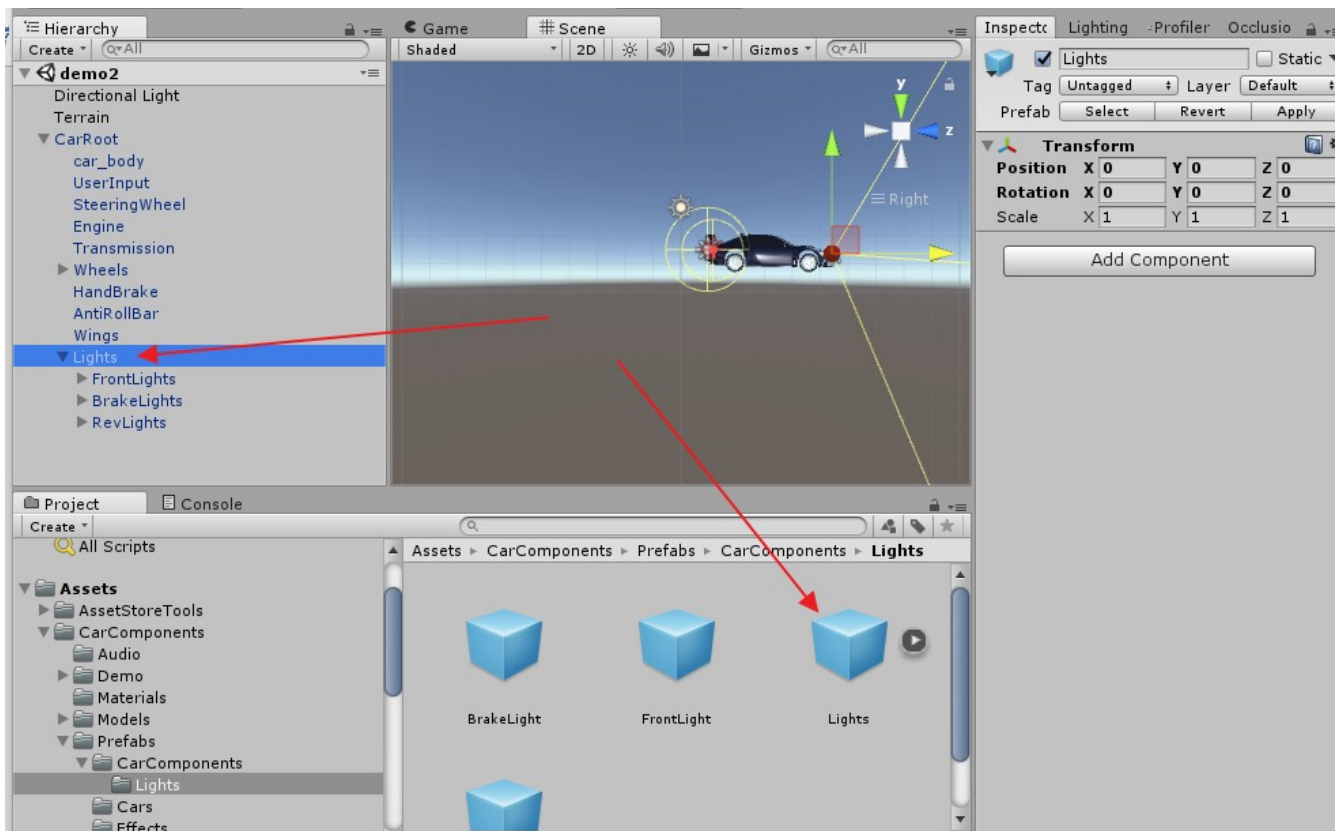 Hierarchy
Create
All
demo2
Directional Light
Terrain
CarRoot
car_body
UserInput
SteeringWheel
Engine
Transmission
Wheels
HandBrake
AntiRollBar
Wings
Lights
FrontLights
BrakeLights
RevLights
Game
Scene
Shaded
2D
Gizmos
All
y
z
Right
Inspectc
Lighting
Profiler
Occlusio
Lights
Static
Tag Untagged Layer Default
Prefab Select Revert Apply
Transform
Position X 0 Y 0 Z 0
Rotation X 0 Y 0 Z 0
Scale X 1 Y 1 Z 1
Add Component
Project
Console
Create
All Scripts
Assets
AssetStoreTools
CarComponents
Audio
Demo
Materials
Models
Prefabs
CarComponents
Lights
Cars
Effects
Assets CarComponents Prefabs CarComponents Lights
BrakeLight
FrontLight
Lights